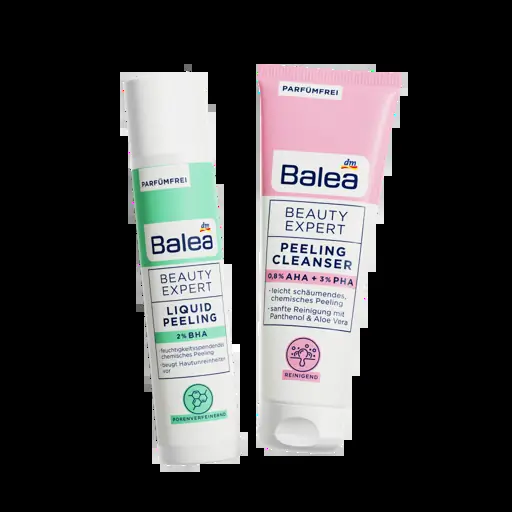 PARFÜMFREI
dm
Balea
BEAUTY
EXPERT
LIQUID
PEELING
2% BHA
-feuchtigkeitsspendendes
chemisches Peeling
-beugt Hautunreinheiten
vor
PORENVERFEINERND
PARFÜMFREI
dm
Balea
BEAUTY
EXPERT
PEELING
CLEANSER
0,8% AHA + 3% PHA
-leicht schäumendes,
chemisches Peeling
-sanfte Reinigung mit
Panthenol & Aloe Vera
REINIGEND